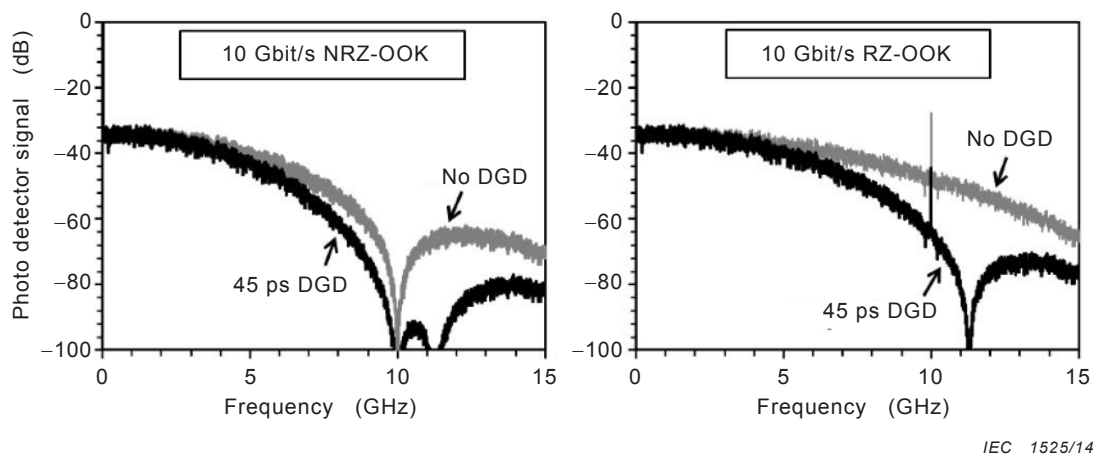 Photo detector signal (dB)
0
–20
–40
–60
–80
–100
10 Gbit/s NRZ-OOK
No DGD
45 ps DGD
0
5
10
15
Frequency (GHz)
0
–20
–40
–60
–80
–100
10 Gbit/s RZ-OOK
No DGD
45 ps DGD
0
5
10
15
Frequency (GHz)
IEC 1525/14